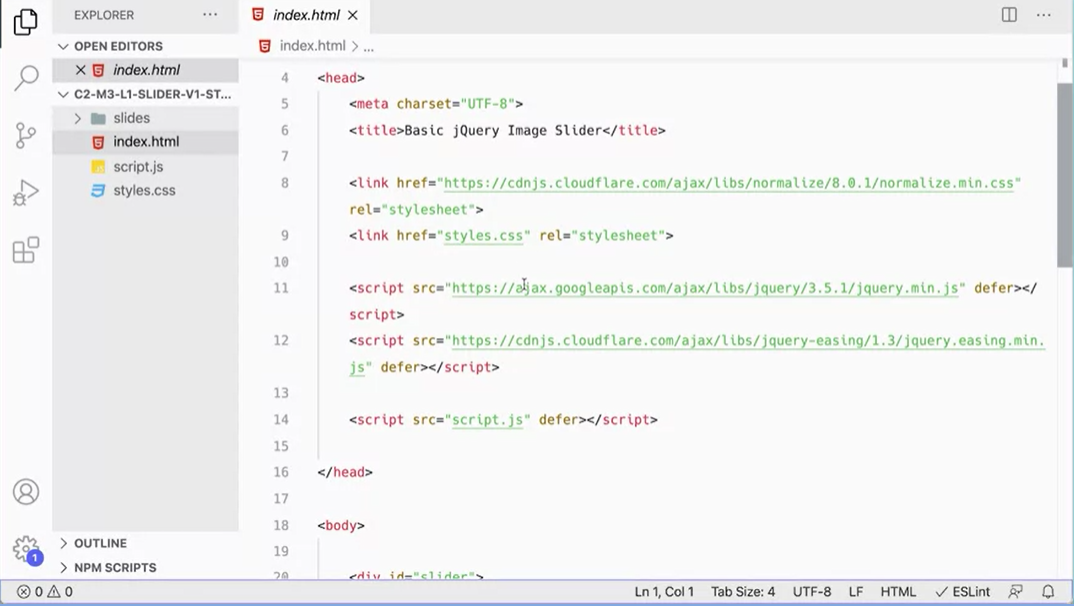 EXPLORER
index.html
OPEN EDITORS
index.html
C2-M3-L1-SLIDER-V1-ST...
slides
index.html
script.js
styles.css
OUTLINE
NPM SCRIPTS
index.html > ...
4 <head>
5 <meta charset="UTF-8">
6 <title>Basic jQuery Image Slider</title>
7
8 <link href="https://cdnjs.cloudflare.com/ajax/libs/normalize/8.0.1/normalize.min.css"
rel="stylesheet">
9 <link href="styles.css" rel="stylesheet">
10
11 <script src="https://ajax.googleapis.com/ajax/libs/jquery/3.5.1/jquery.min.js" defer></
script>
12 <script src="https://cdnjs.cloudflare.com/ajax/libs/jquery-easing/1.3/jquery.easing.min.
js" defer></script>
13
14 <script src="script.js" defer></script>
15
16 </head>
17
18 <body>
19
20 <div id="slider">
1
0 0 Ln 1, Col 1 Tab Size: 4 UTF-8 LF HTML ESLint